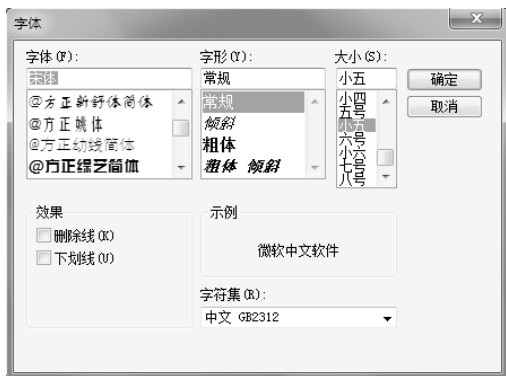 字体
字体(F):
宋体
@方正新舒体简体
@方正姚体
@方正幼线简体
@方正综艺简体
字形(Y):
常规
常规
倾斜
粗体
粗体 倾斜
大小(S):
小五
小四
五号
小五
六号
小六
七号
八号
确定
取消
效果
删除线(K)
下划线(U)
示例
微软中文软件
字符集(R):
中文 GB2312